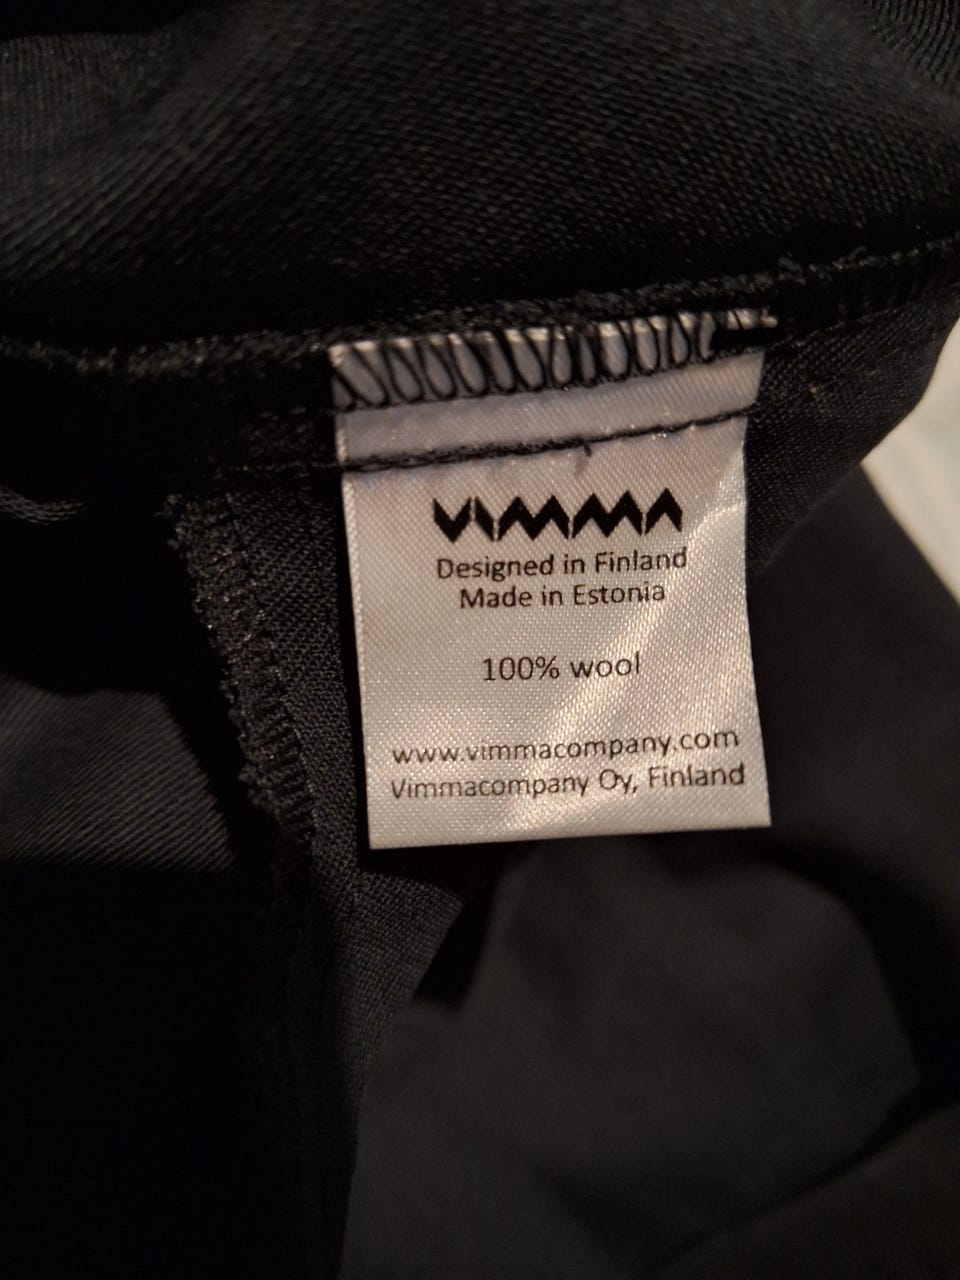 VIMMA
Designed in Finland
Made in Estonia
100% wool
www.vimmacompany.com
Vimmacompany Oy, Finland